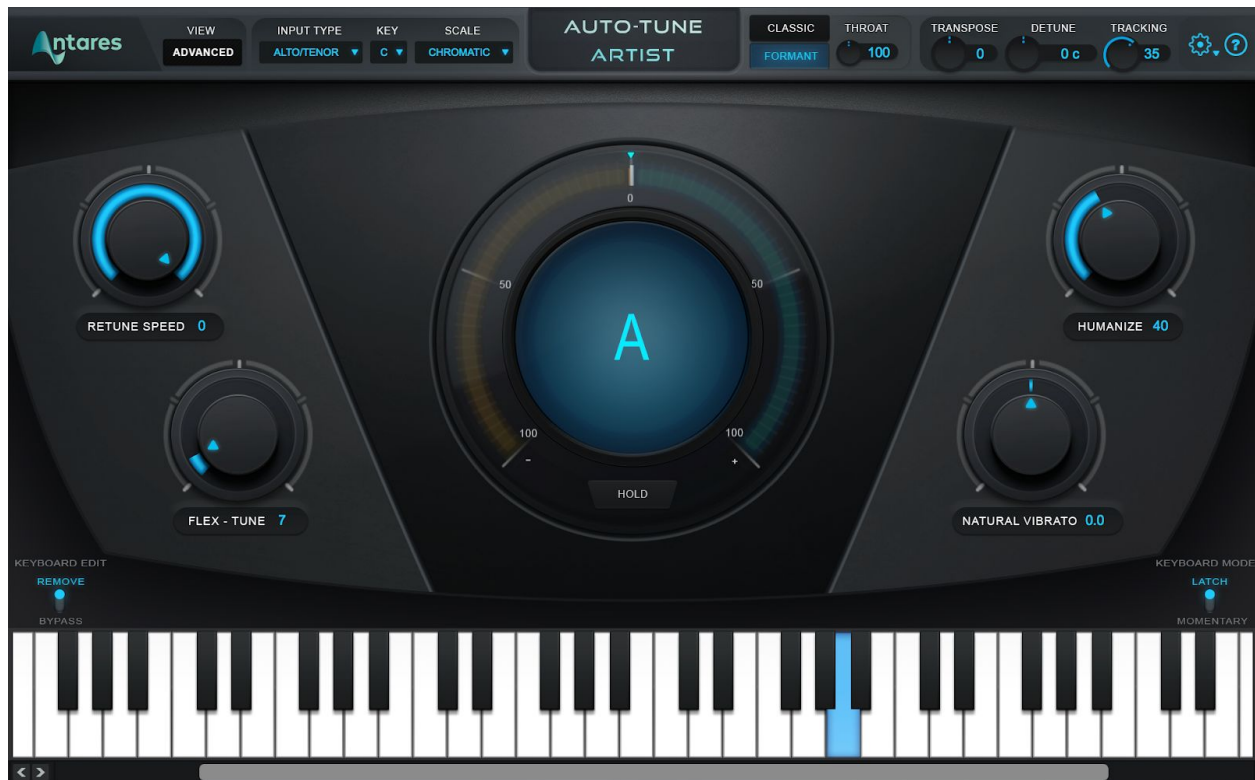 Antares
VIEW
ADVANCED
INPUT TYPE KEY SCALE
ALTO/TENOR C CHROMATIC
AUTO-TUNE
ARTIST
CLASSIC
FORMANT
THROAT
100
TRANSPOSE DETUNE TRACKING
0 0 c 35
?
0
50 50
100 100
- +
A
HOLD
RETUNE SPEED 0
FLEX - TUNE 7
HUMANIZE 40
NATURAL VIBRATO 0.0
KEYBOARD EDIT
REMOVE
BYPASS
KEYBOARD MODE
LATCH
MOMENTARY